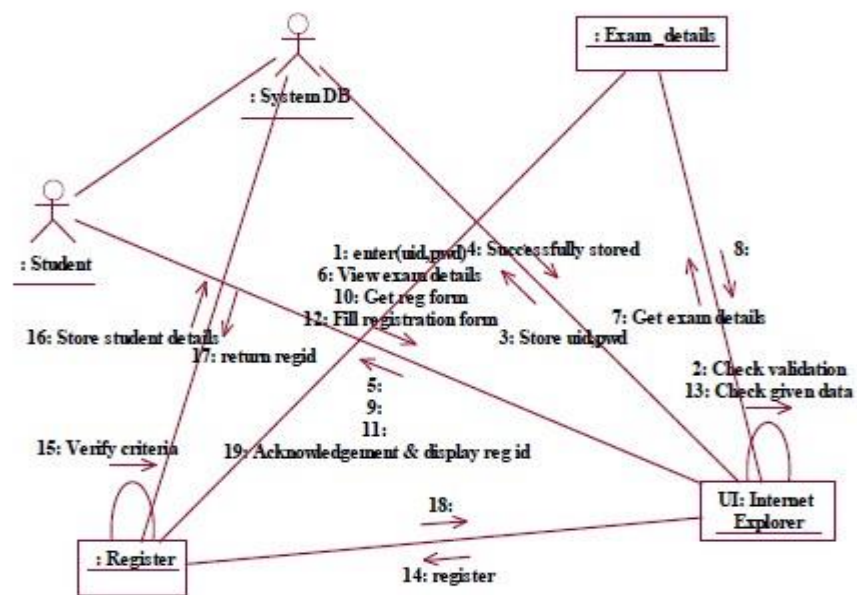 : Exam_details
: System DB
: Student
1: enter(uid,pwd)
4: Successfully stored
8:
6: View exam details
10: Get reg form
12: Fill registration form
16: Store student details
3: Store uid,pwd
7: Get exam details
17: return regid
2: Check validation
5:
13: Check given data
9:
11:
15: Verify criteria
19: Acknowledgement & display reg id
UI: Internet
Explorer
18:
: Register
14: register